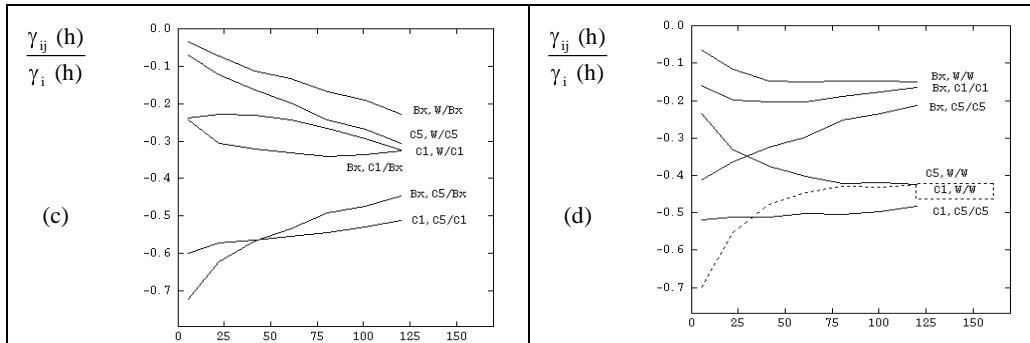 γij (h)
γi (h)
(c)
0.0
-0.1
-0.2
-0.3
-0.4
-0.5
-0.6
-0.7
Bx, W/Bx
C5, W/C5
C1, W/C1
Bx, C1/Bx
Bx, C5/Bx
C1, C5/C1
0 25 50 75 100 125 150
γij (h)
γi (h)
(d)
0.0
-0.1
-0.2
-0.3
-0.4
-0.5
-0.6
-0.7
Bx, W/W
Bx, C1/C1
Bx, C5/C5
C5, W/W
C1, W/W
C1, C5/C5
0 25 50 75 100 125 150